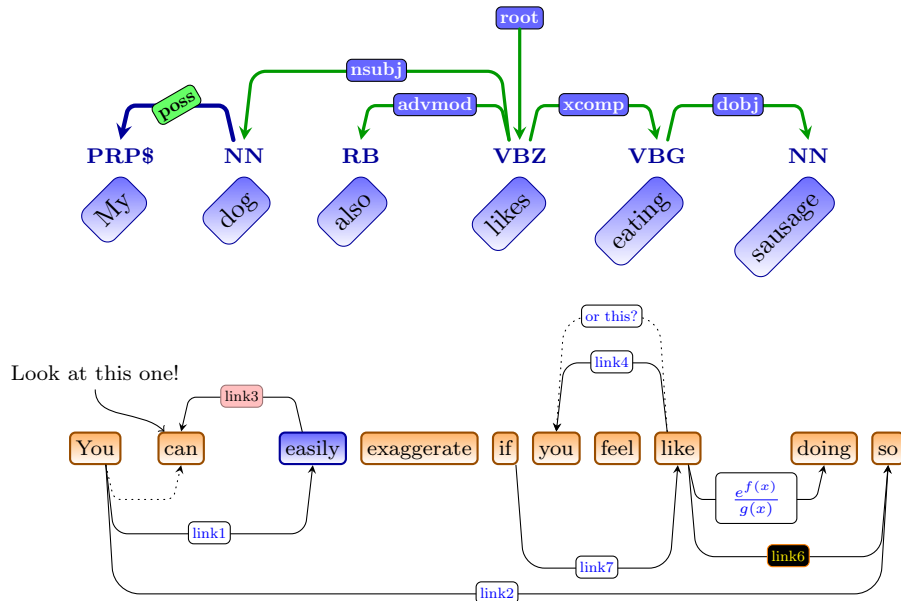 root
nsubj
poss advmod xcomp dobj
PRP$ NN RB VBZ VBG NN
My dog also likes eating sausage
or this?
link4
Look at this one!
link3
You can easily exaggerate if you feel like doing so
e^{f(x)}
g(x)
link1
link6
link7
link2